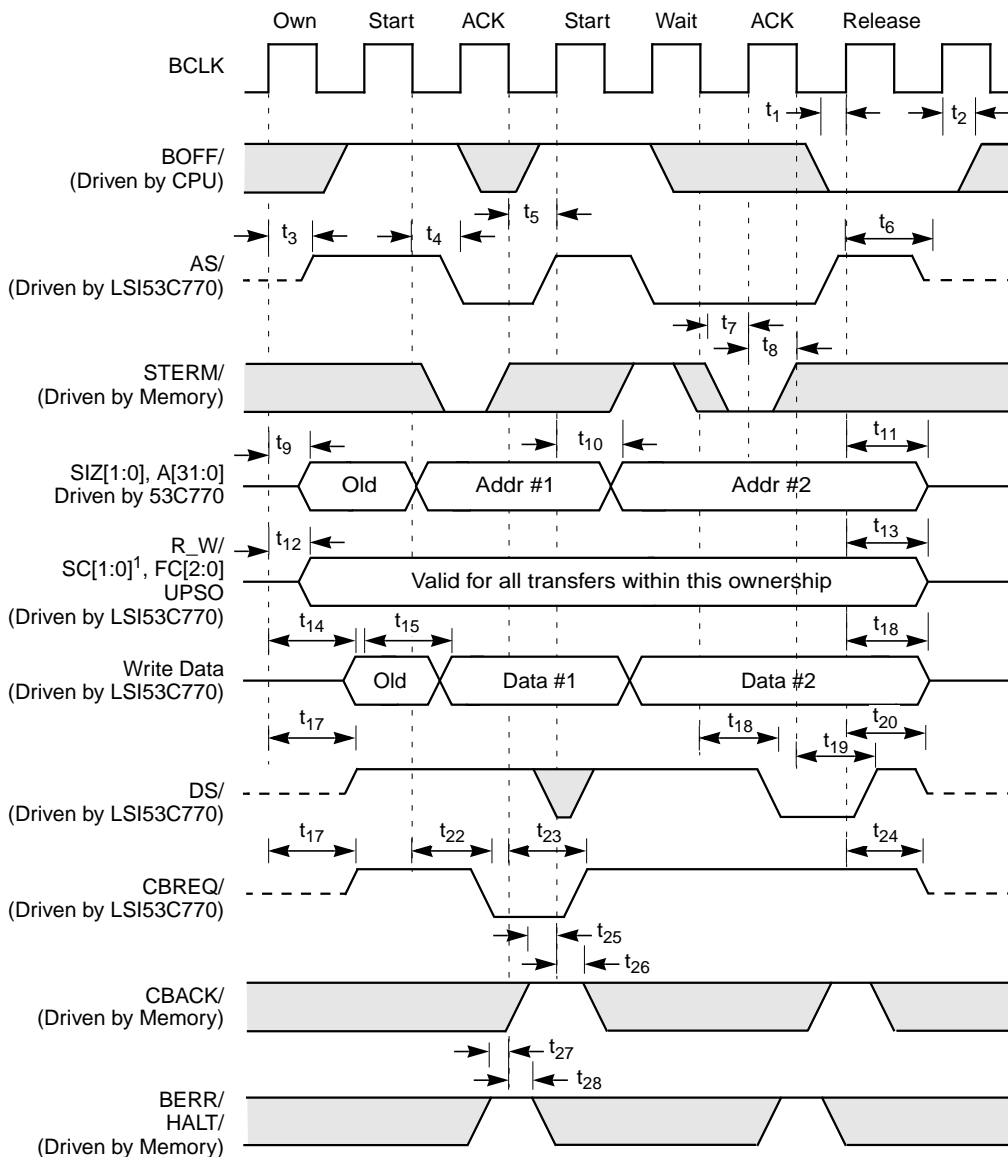 Own Start ACK Start Wait ACK Release
BCLK
t1 t2
BOFF/
(Driven by CPU)
t3 t4 t5 t6
AS/
(Driven by LSI53C770)
t7
t8
STERM/
(Driven by Memory)
t9 t10 t11
SIZ[1:0], A[31:0]
Driven by 53C770
Old Addr #1 Addr #2
t12 t13
R_W/
SC[1:0]1, FC[2:0]
UPSO
(Driven by LSI53C770)
Valid for all transfers within this ownership
t14 t15 t18
Write Data
(Driven by LSI53C770)
Old Data #1 Data #2
t17 t18 t19 t20
DS/
(Driven by LSI53C770)
t17 t22 t23 t24
CBREQ/
(Driven by LSI53C770)
t25
t26
CBACK/
(Driven by Memory)
t27
t28
BERR/
HALT/
(Driven by Memory)